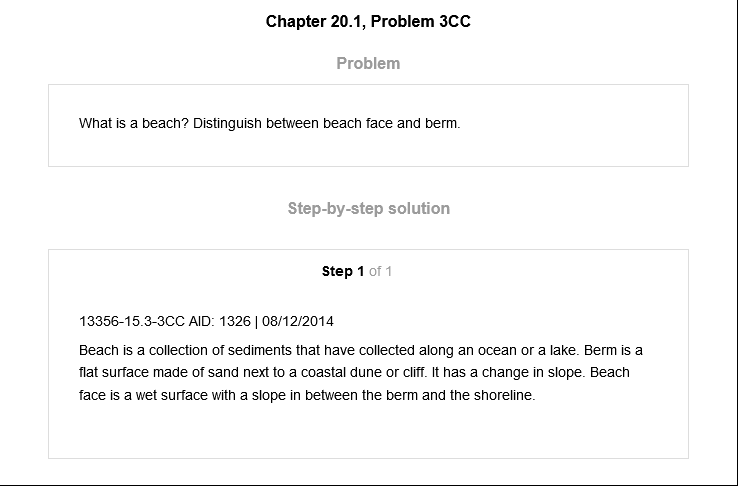 Chapter 20.1, Problem 3CC
Problem
What is a beach? Distinguish between beach face and berm.
Step-by-step solution
Step 1 of 1
13356-15.3-3CC AID: 1326 | 08/12/2014
Beach is a collection of sediments that have collected along an ocean or a lake. Berm is a
flat surface made of sand next to a coastal dune or cliff. It has a change in slope. Beach
face is a wet surface with a slope in between the berm and the shoreline.